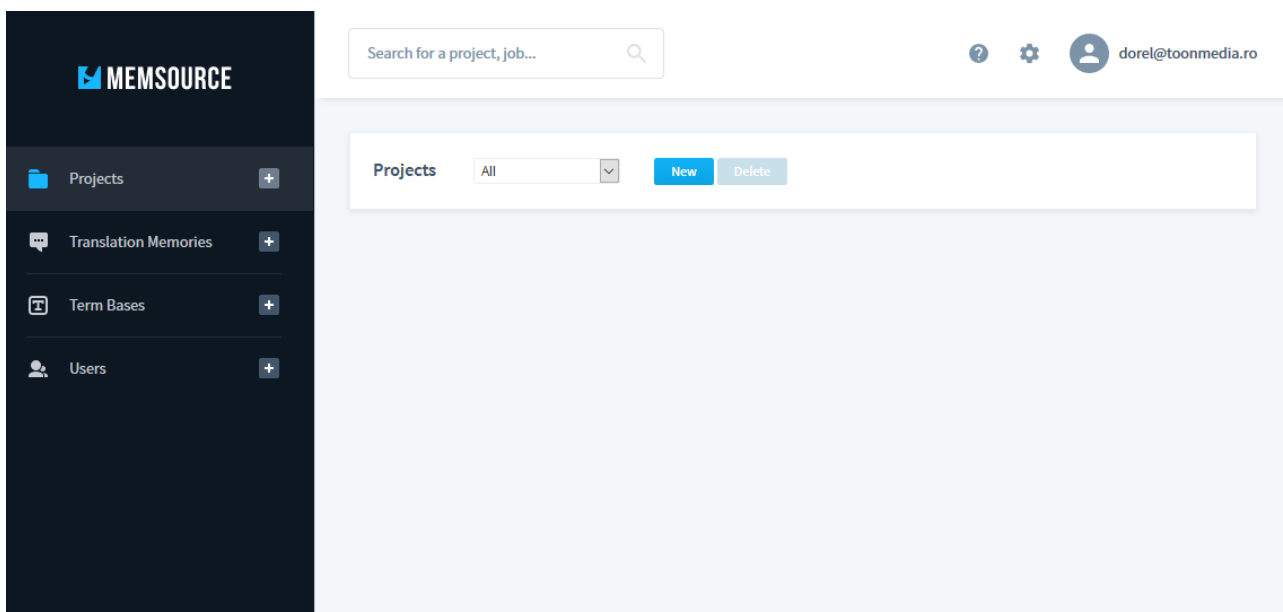 MEMSOURCE
Search for a project, job...
dorel@toonmedia.ro
Projects
Translation Memories
Term Bases
Users
Projects All New Delete